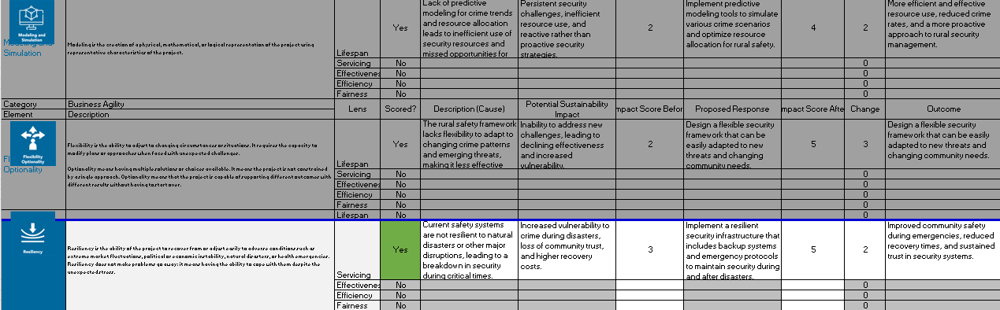 Modeling and
Simulation
Modeling and
Simulation
Modeling is the creation of a physical, mathematical, or logical representation of the project using
representative characteristics of the project.
Lifespan
Yes
Lack of predictive
modeling for crime trends
and resource allocation
leads to inefficient use of
security resources and
missed opportunities for
Persistent security
challenges, inefficient
resource use, and
reactive rather than
proactive security
strategies.
2
Implement predictive
modeling tools to simulate
various crime scenarios
and optimize resource
allocation for rural safety.
4
2
More efficient and effective
resource use, reduced crime
rates, and a more proactive
approach to rural security
management.
Servicing No 0
Effectivenes No 0
Efficiency No 0
Fairness No 0
Category Business Agility
Element Description
Lens
Scored?
Description (Cause)
Potential Sustainability
Impact
mpact Score Befor
Proposed Response
mpact Score Afte
Change
Outcome
Flexibility
Optionality
Fl
Optionality
Flexibility is the ability to adjust to changing circumstances or situations. It requires the capacity to
modify plans or approaches when faced with unexpected challenges.
Optionality means having multiple solutions or choices available. It means the project is not constrained
by a single approach. Optionality means that the project is capable of supporting different outcomes with
different results without having to start over.
Lifespan
Yes
The rural safety framework
lacks flexibility to adapt to
changing crime patterns
and emerging threats,
making it less effective
Inability to address new
challenges, leading to
declining effectiveness
and increased
vulnerability.
2
Design a flexible security
framework that can be
easily adapted to new
threats and changing
community needs.
5
3
Design a flexible security
framework that can be easily
adapted to new threats and
changing community needs.
Servicing No 0
Effectivenes No 0
Efficiency No 0
Fairness No 0
Lifespan No 0
Resiliency
Resiliency is the ability of the project to recover from or adjust easily to adverse conditions such as
extreme market fluctuations, political or economic instability, natural disasters, or health emergencies.
Resiliency does not make problems go away; it means having the ability to cope with them despite the
unexpected stress.
Servicing
Yes
Current safety systems
are not resilient to natural
disasters or other major
disruptions, leading to a
breakdown in security
during critical times.
Increased vulnerability to
crime during disasters,
loss of community trust,
and higher recovery
costs.
3
Implement a resilient
security infrastructure that
includes backup systems
and emergency protocols
to maintain security during
and after disasters.
5
2
Improved community safety
during emergencies, reduced
recovery times, and sustained
trust in security systems.
Effectivenes No 0
Efficiency No 0
Fairness No 0